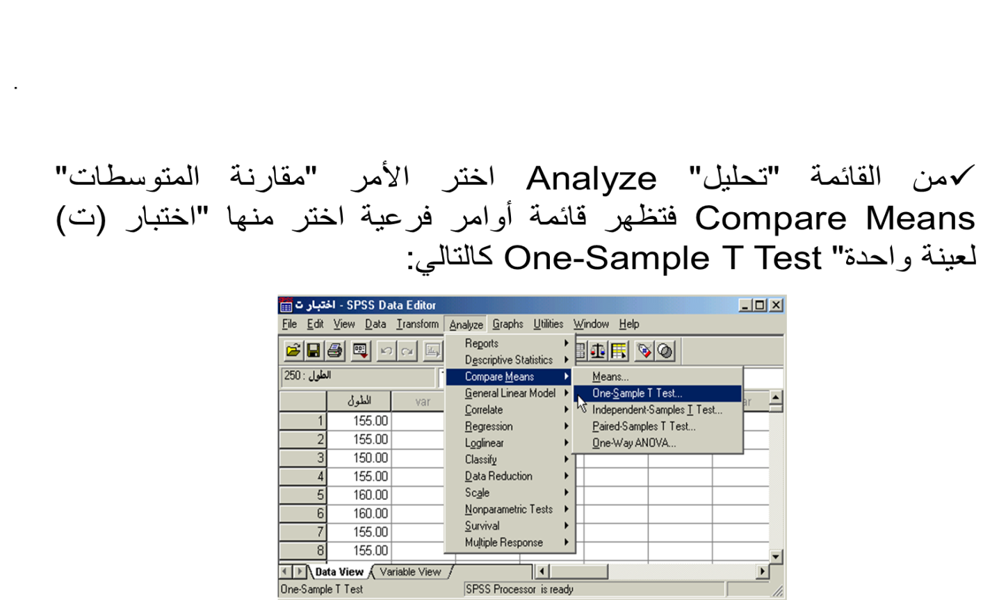 ✓من القائمة "تحليل" Analyze اختر الأمر "مقارنة المتوسطات"
Compare Means فتظهر قائمة أوامر فرعية اختر منها "اختبار (ت)
لعينة واحدة" One-Sample T Test كالتالي:
اختبار ت - SPSS Data Editor
File Edit View Data Transform Analyze Graphs Utilities Window Help
250 : الطول
الطول var
1 155.00
2 155.00
3 150.00
4 155.00
5 160.00
6 160.00
7 155.00
8 155.00
Reports
Descriptive Statistics
Compare Means
General Linear Model
Correlate
Regression
Loglinear
Classify
Data Reduction
Scale
Nonparametric Tests
Survival
Multiple Response
Means...
One-Sample T Test...
Independent-Samples T Test...
Paired-Samples T Test...
One-Way ANOVA...
Data View Variable View
One-Sample T Test SPSS Processor is ready